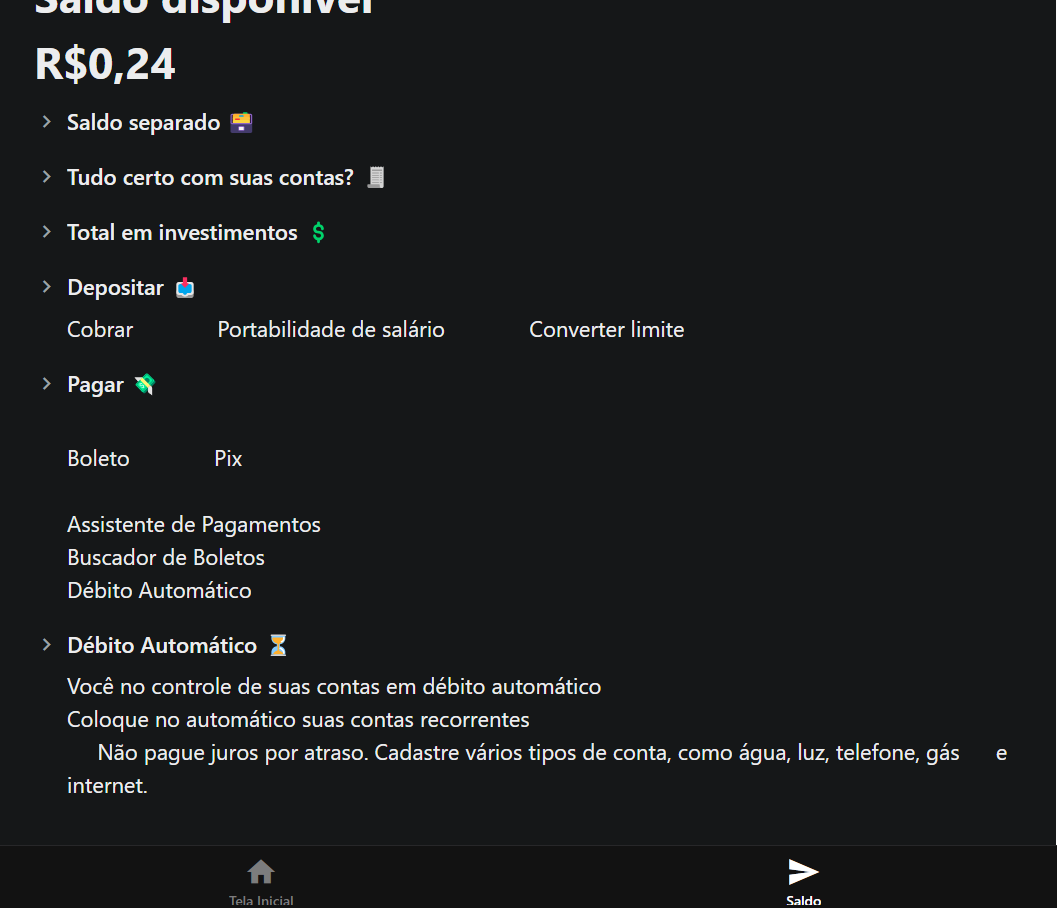 Saldo disponível
R$0,24
Saldo separado
Tudo certo com suas contas?
Total em investimentos
Depositar
Cobrar Portabilidade de salário Converter limite
Pagar
Boleto Pix
Assistente de Pagamentos
Buscador de Boletos
Débito Automático
Débito Automático
Você no controle de suas contas em débito automático
Coloque no automático suas contas recorrentes
Não pague juros por atraso. Cadastre vários tipos de conta, como água, luz, telefone, gás e
internet.
Tela Inicial Saldo